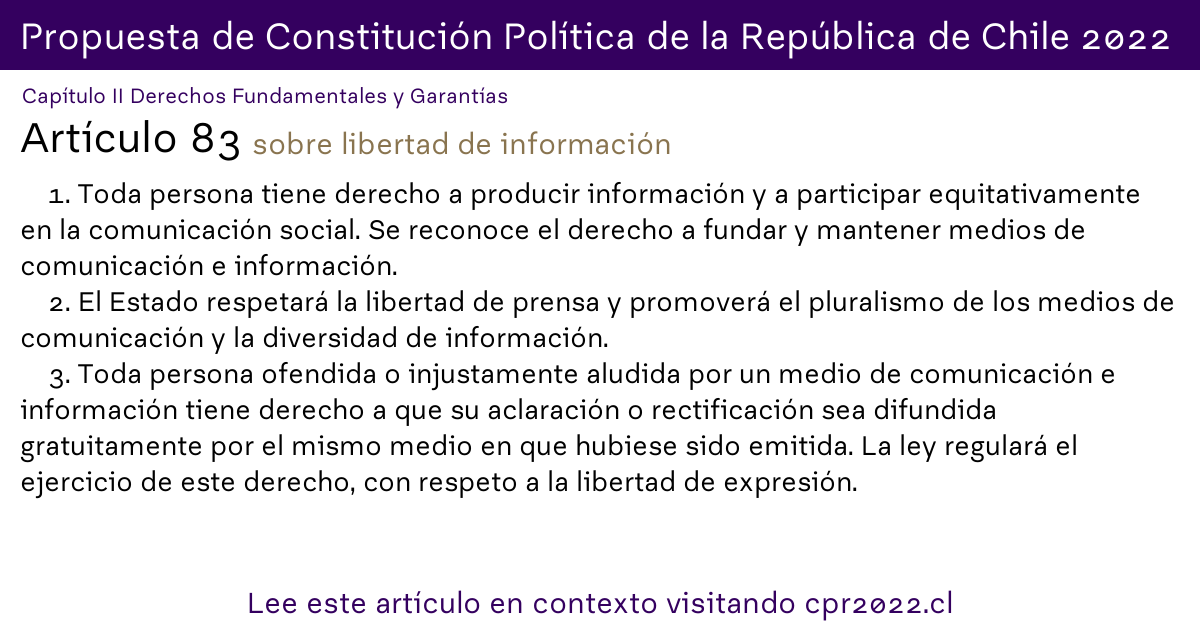 Propuesta de Constitución Política de la República de Chile 2022
Capítulo II Derechos Fundamentales y Garantías
Artículo 83 sobre libertad de información
1. Toda persona tiene derecho a producir información y a participar equitativamente
en la comunicación social. Se reconoce el derecho a fundar y mantener medios de
comunicación e información.
2. El Estado respetará la libertad de prensa y promoverá el pluralismo de los medios de
comunicación y la diversidad de información.
3. Toda persona ofendida o injustamente aludida por un medio de comunicación e
información tiene derecho a que su aclaración o rectificación sea difundida
gratuitamente por el mismo medio en que hubiese sido emitida. La ley regulará el
ejercicio de este derecho, con respeto a la libertad de expresión.
Lee este artículo en contexto visitando cpr2022.cl